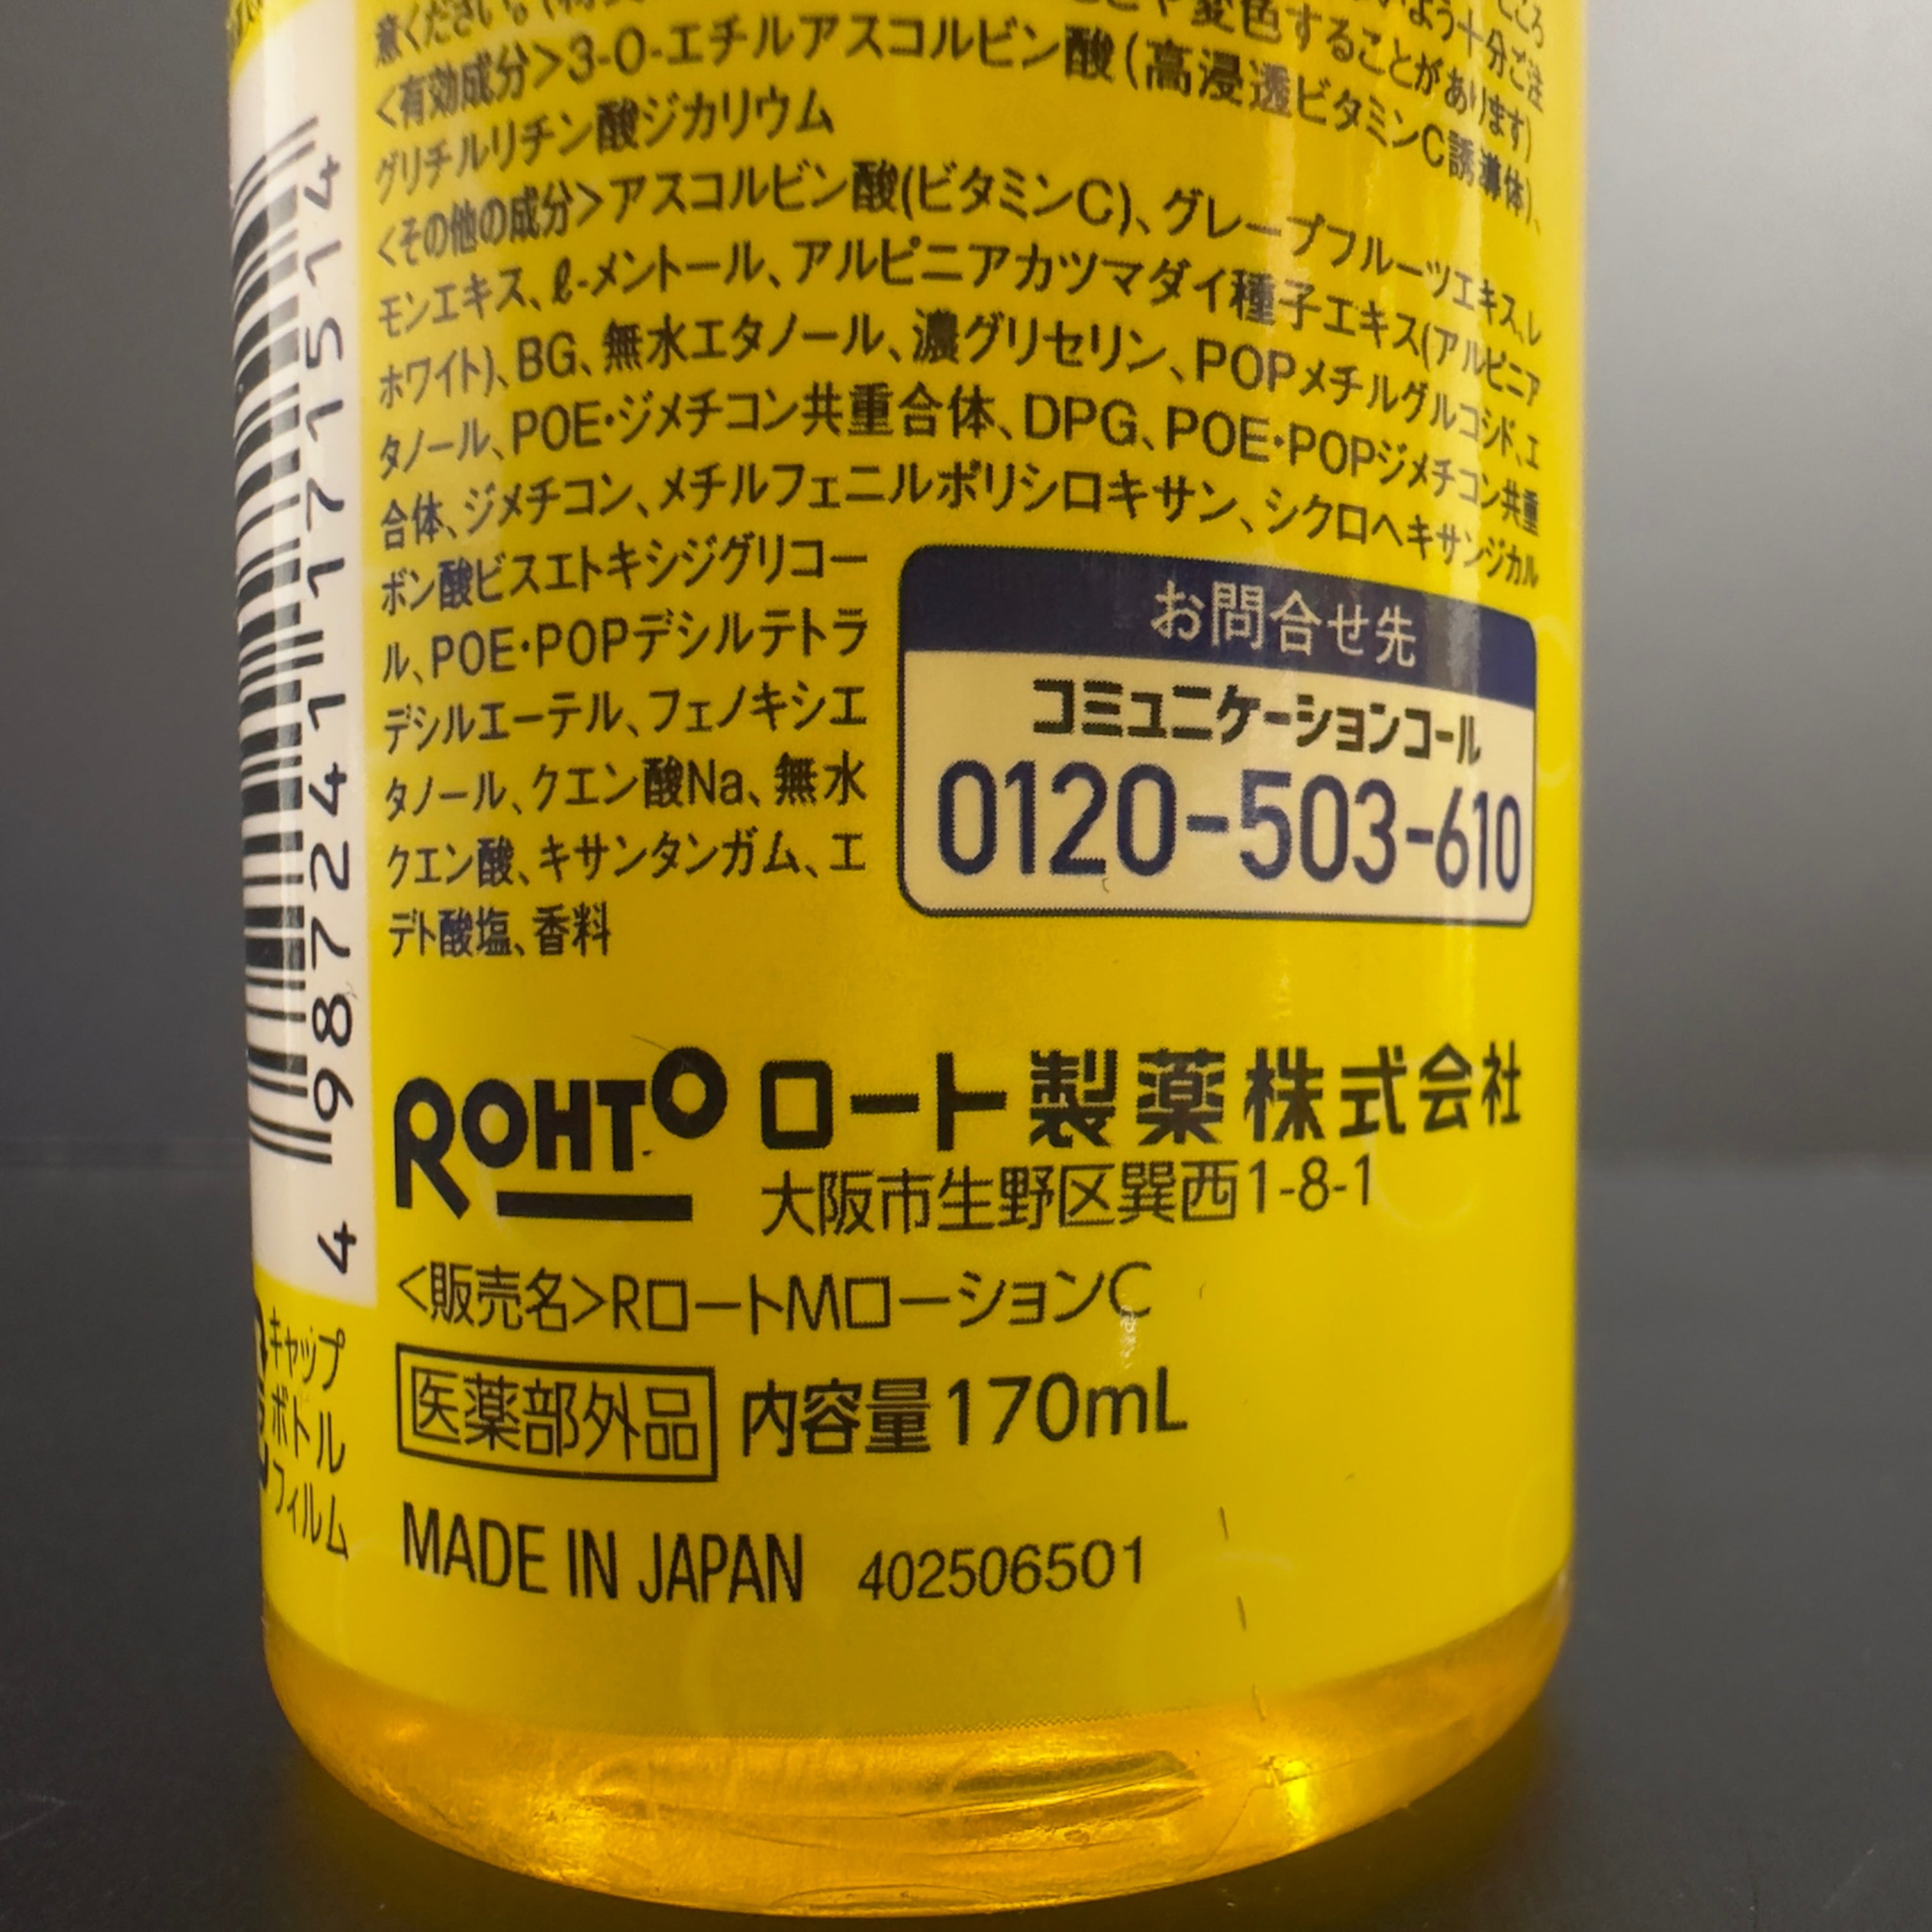 意ください。
変色することがあります)
<有効成分>3-O-エチルアスコルビン酸(高浸透ビタミンC誘導体)、
グリチルリチン酸ジカリウム
<その他の成分>アスコルビン酸(ビタミンC)、グレープフルーツエキス、レ
モンエキス、ℓ-メントール、アルピニアカツマダイ種子エキス(アルピニア
ホワイト)、BG、無水エタノール、濃グリセリン、POPメチルグルコシド、エ
タノール、POE・ジメチコン共重合体、DPG、POE・POPジメチコン共重
合体、ジメチコン、メチルフェニルポリシロキサン、シクロヘキサンジカル
ボン酸ビスエトキシジグリコー
ル、POE・POPデシルテトラ
デシルエーテル、フェノキシエ
タノール、クエン酸Na、無水
クエン酸、キサンタンガム、エ
デト酸塩、香料
お問合せ先
コミュニケーションコール
0120-503-610
ROHTO ロート製薬株式会社
大阪市生野区巽西1-8-1
<販売名>RロートMローションC
医薬部外品 内容量170mL
MADE IN JAPAN 402506501
4 987241 177514
キャップ
ボトル
フィルム